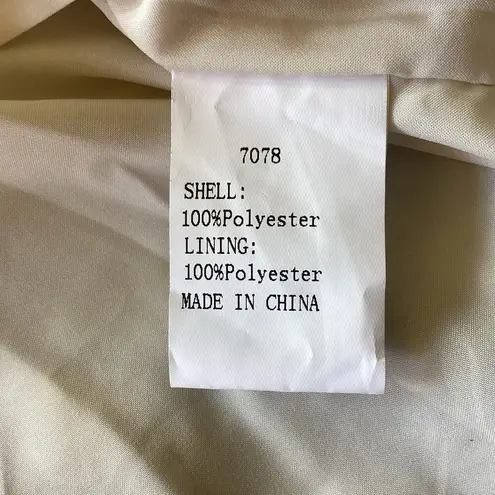 7078
SHELL:
100%Polyester
LINING:
100%Polyester
MADE IN CHINA